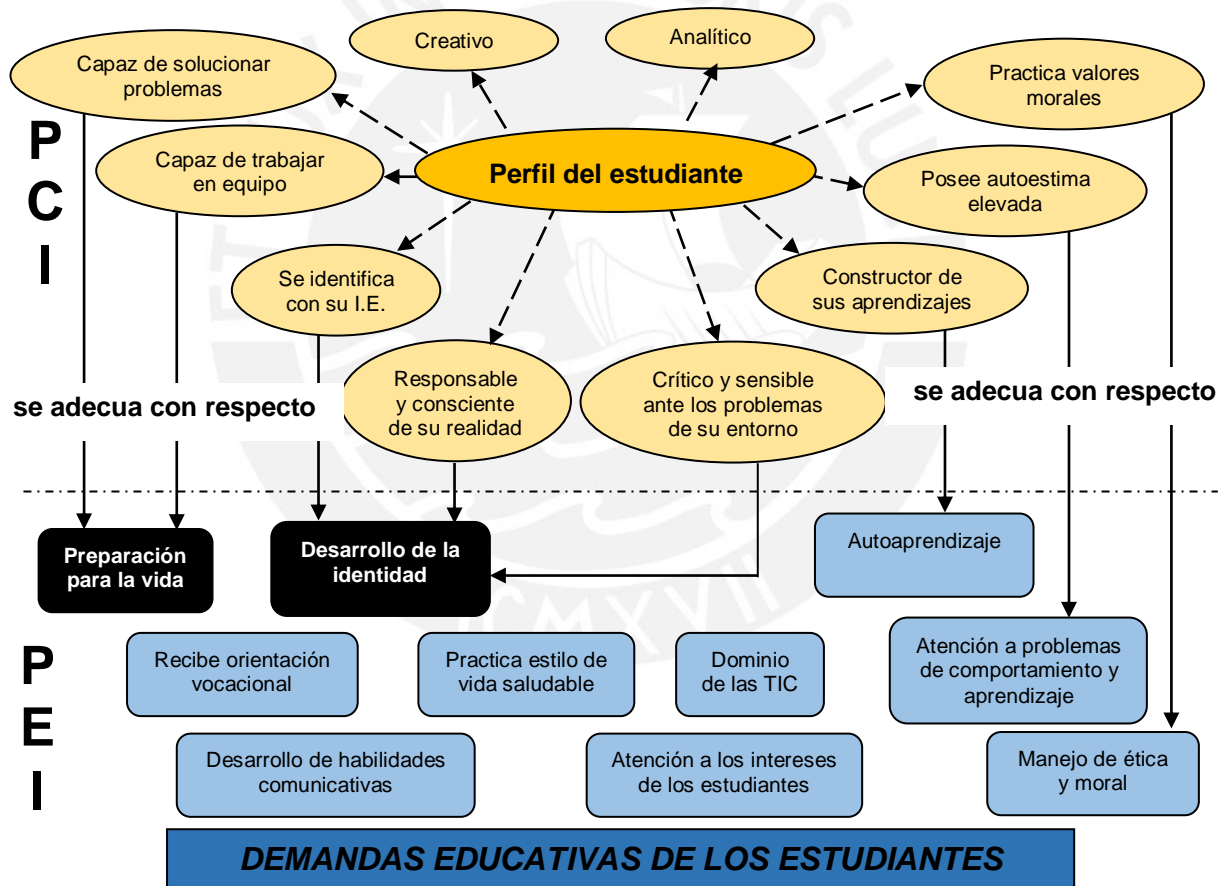 Creativo
Analítico
Capaz de solucionar
problemas
Practica valores
morales
P
C
I
Capaz de trabajar
en equipo
Perfil del estudiante
Posee autoestima
elevada
Se identifica
con su I.E.
Constructor de
sus aprendizajes
Responsable
y consciente
de su realidad
Crítico y sensible
ante los problemas
de su entorno
se adecua con respecto
se adecua con respecto
Preparación
para la vida
Desarrollo de la
identidad
Autoaprendizaje
P
E
I
Recibe orientación
vocacional
Practica estilo de
vida saludable
Dominio
de las TIC
Atención a problemas
de comportamiento y
aprendizaje
Desarrollo de habilidades
comunicativas
Atención a los intereses
de los estudiantes
Manejo de ética
y moral
DEMANDAS EDUCATIVAS DE LOS ESTUDIANTES